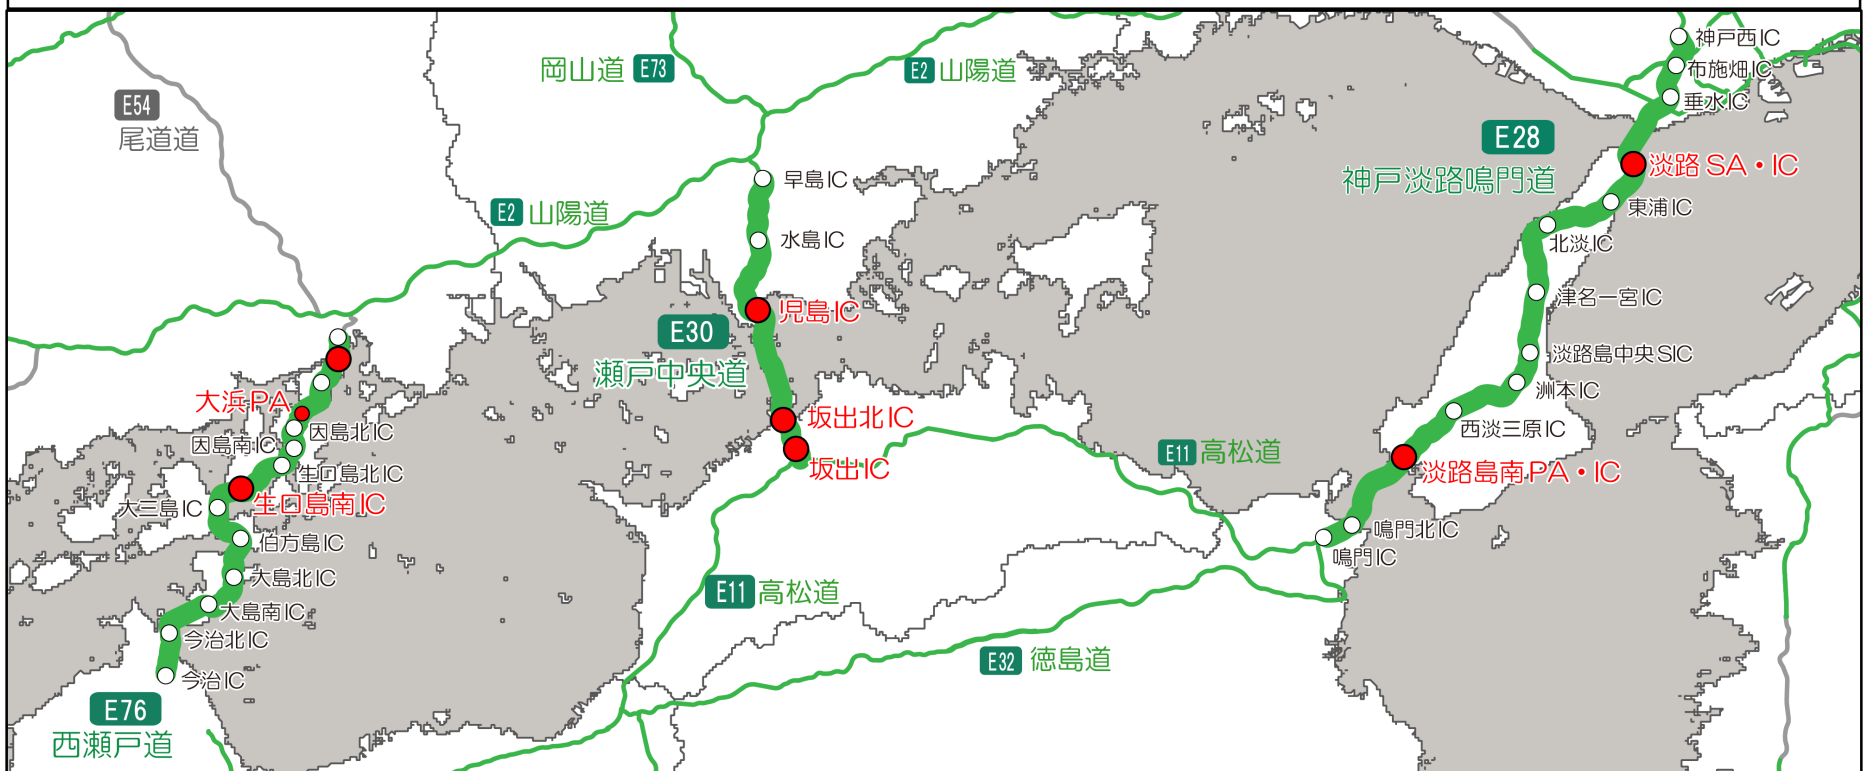 神戸西IC
布施畑IC
垂水IC
岡山道 E73
E2 山陽道
E54
尾道道
E28
神戸淡路鳴門道
淡路SA・IC
東浦IC
北淡IC
早島IC
E2 山陽道
水島IC
津名一宮IC
児島IC
E30
瀬戸中央道
淡路島中央SIC
洲本IC
大浜PA
坂出北IC
西淡三原IC
因島北IC
因島南IC
E11 高松道
坂出IC
淡路島南PA・IC
生口島北IC
生口島南IC
大三島IC
鳴門北IC
伯方島IC
鳴門IC
大島北IC
E11 高松道
大島南IC
今治北IC
E32 徳島道
今治IC
E76
西瀬戸道